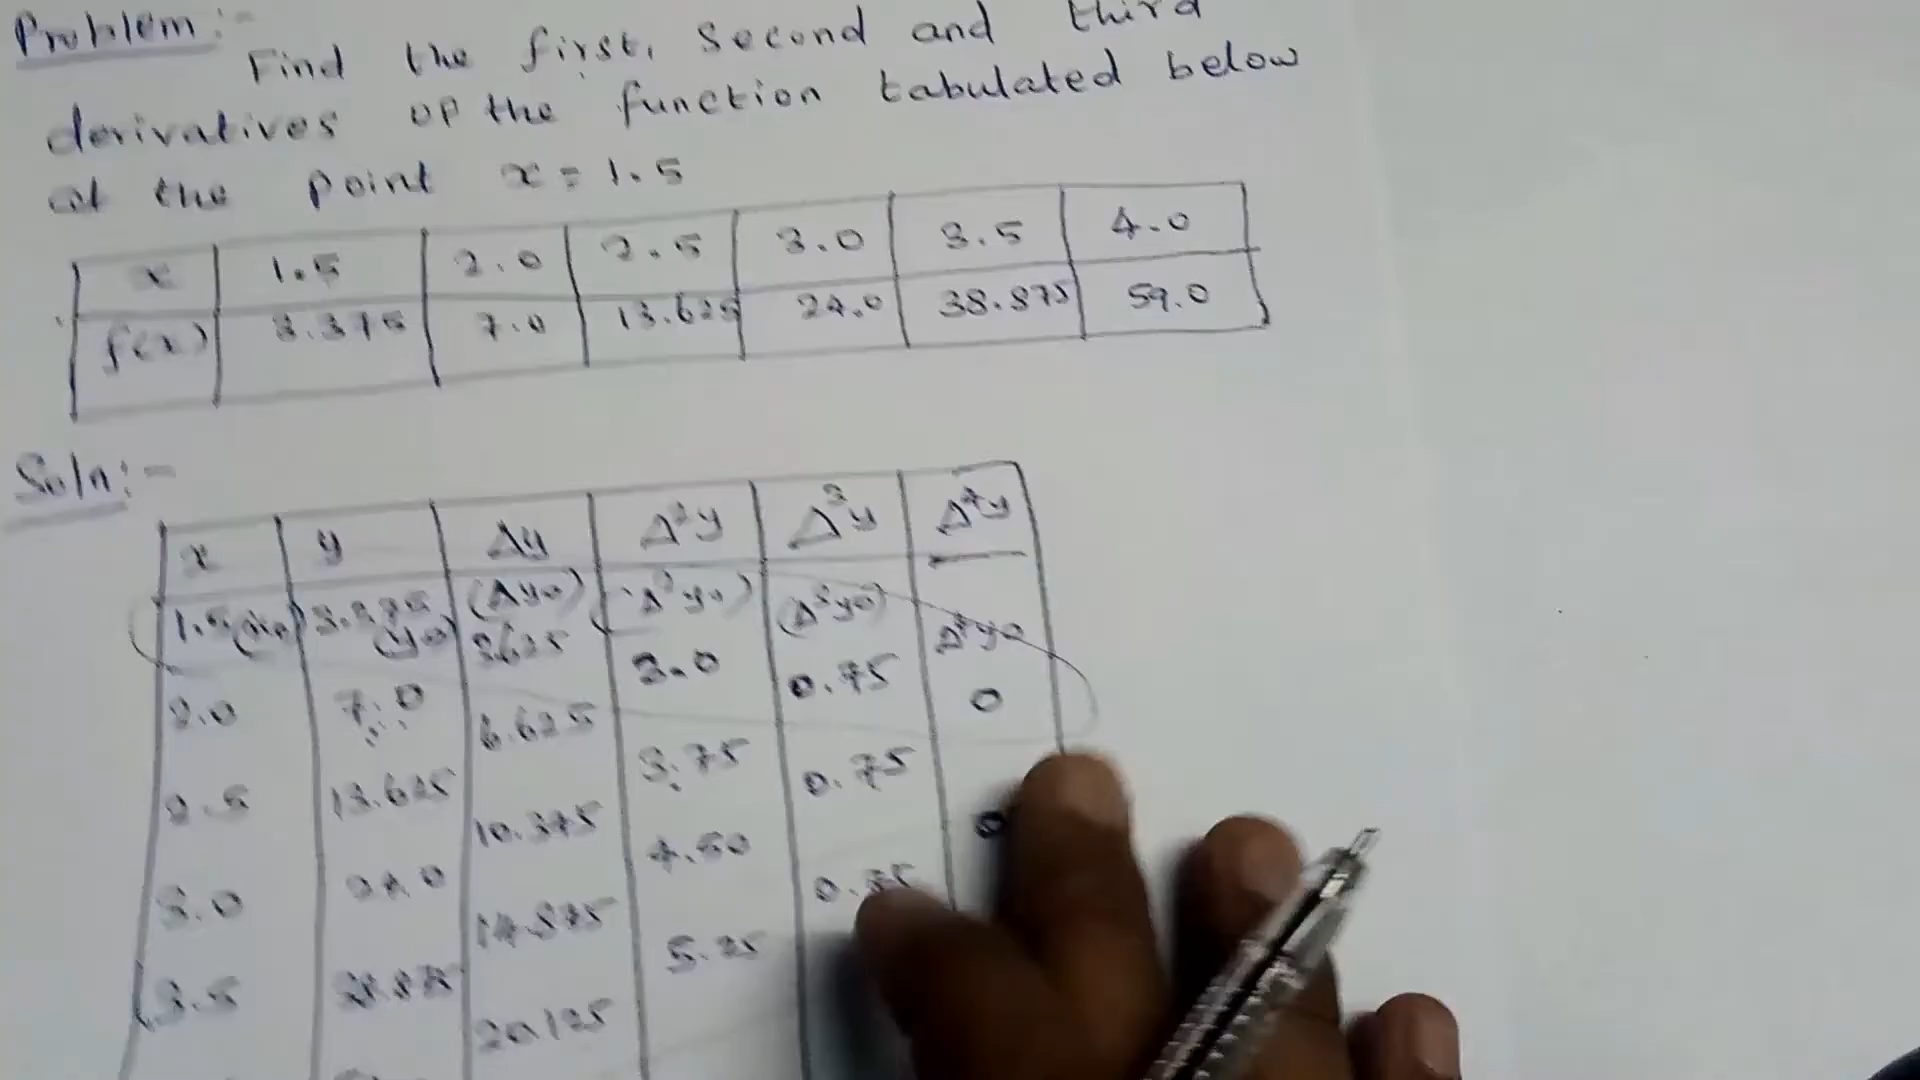 Problem:-
Find the first, second and third
derivatives of the function tabulated below
at the point x = 1.5
x 1.5 2.0 2.5 3.0 3.5 4.0
f(x) 3.375 7.0 13.625 24.0 38.875 59.0
Soln:-
x y Δy Δ²y Δ³y Δ⁴y
1.5(x0) 3.375 (y0) (Δy0) 3.625 (Δ²y0) 3.0 (Δ³y0) 0.75 Δ⁴y0 0
2.0 7.0 6.625 3.75 0.75 0
2.5 13.625 10.375 4.50 0.75
3.0 24.0 14.875 5.25
3.5 38.875 20.125